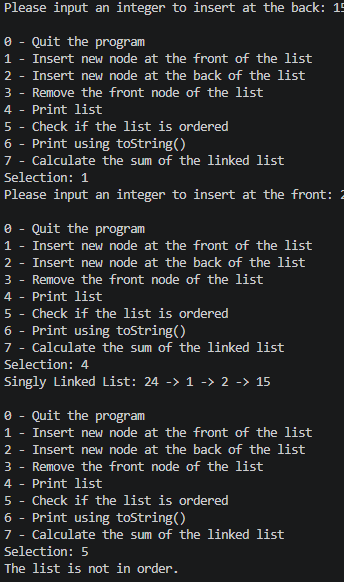 Please input an integer to insert at the back: 15
0 - Quit the program
1 - Insert new node at the front of the list
2 - Insert new node at the back of the list
3 - Remove the front node of the list
4 - Print list
5 - Check if the list is ordered
6 - Print using toString()
7 - Calculate the sum of the linked list
Selection: 1
Please input an integer to insert at the front: 2
0 - Quit the program
1 - Insert new node at the front of the list
2 - Insert new node at the back of the list
3 - Remove the front node of the list
4 - Print list
5 - Check if the list is ordered
6 - Print using toString()
7 - Calculate the sum of the linked list
Selection: 4
Singly Linked List: 24 -> 1 -> 2 -> 15
0 - Quit the program
1 - Insert new node at the front of the list
2 - Insert new node at the back of the list
3 - Remove the front node of the list
4 - Print list
5 - Check if the list is ordered
6 - Print using toString()
7 - Calculate the sum of the linked list
Selection: 5
The list is not in order.